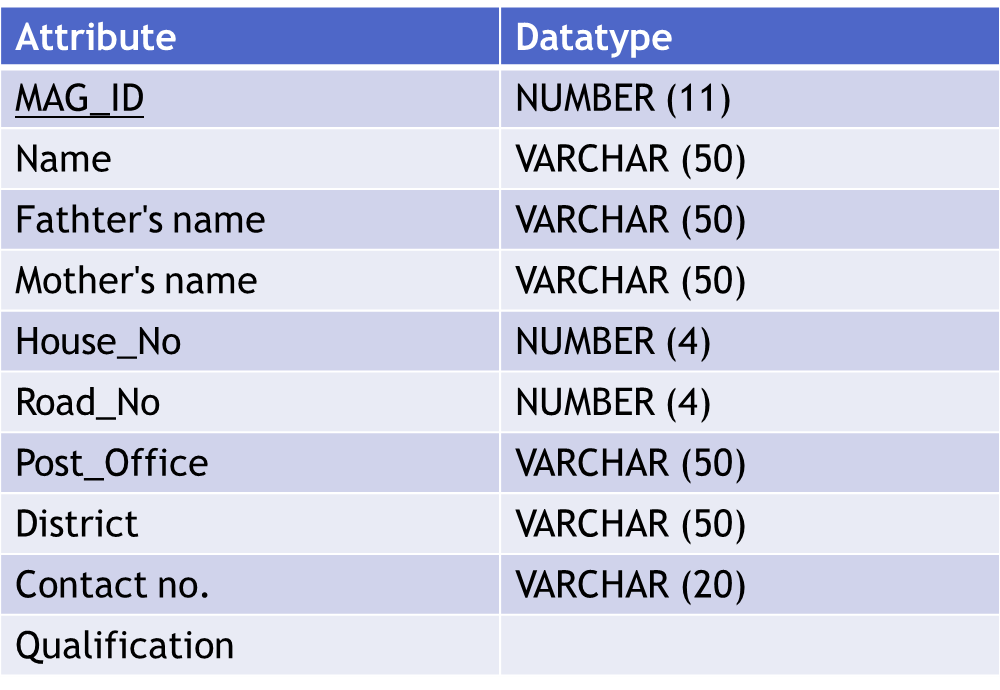 Attribute Datatype
MAG_ID NUMBER (11)
Name VARCHAR (50)
Fathter's name VARCHAR (50)
Mother's name VARCHAR (50)
House_No NUMBER (4)
Road_No NUMBER (4)
Post_Office VARCHAR (50)
District VARCHAR (50)
Contact no. VARCHAR (20)
Qualification